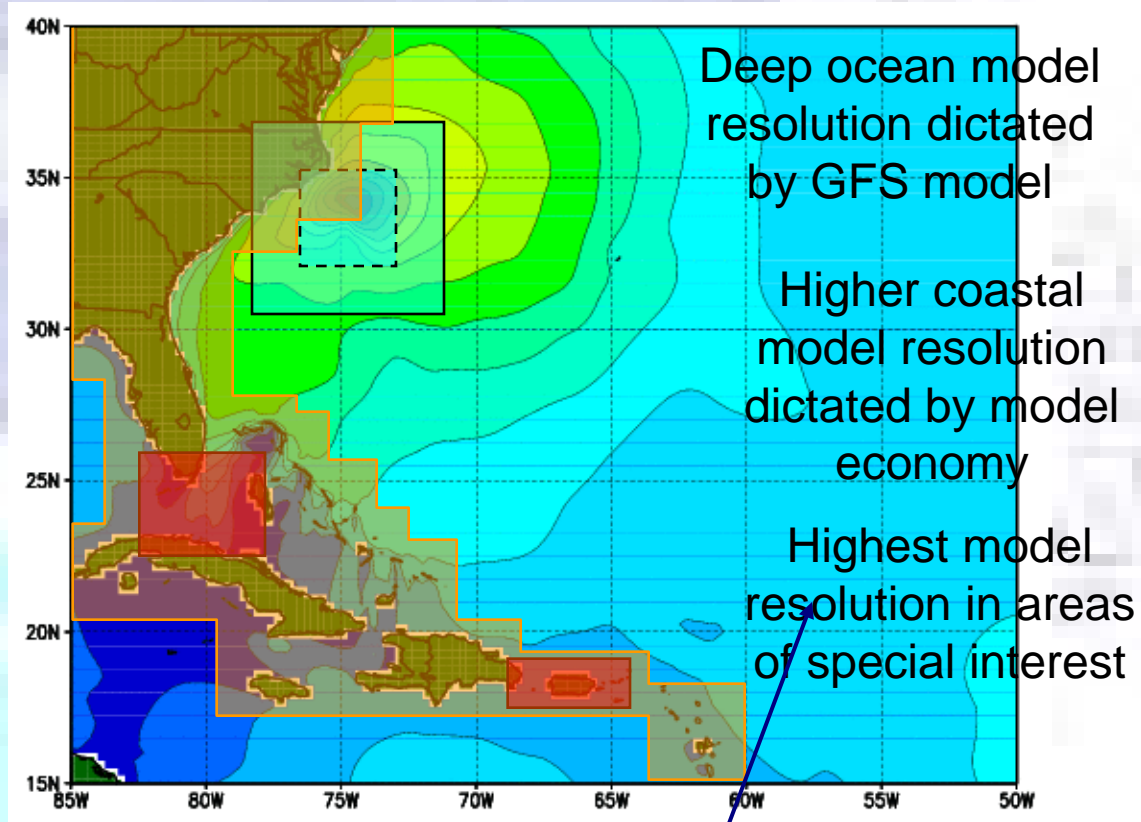 40N
Deep ocean model
resolution dictated
by GFS model
35N
Higher coastal
model resolution
dictated by model
economy
30N
25N
Highest model
resolution in areas
of special interest
20N
15N
85W 80W 75W 70W 65W 60W 55W 50W